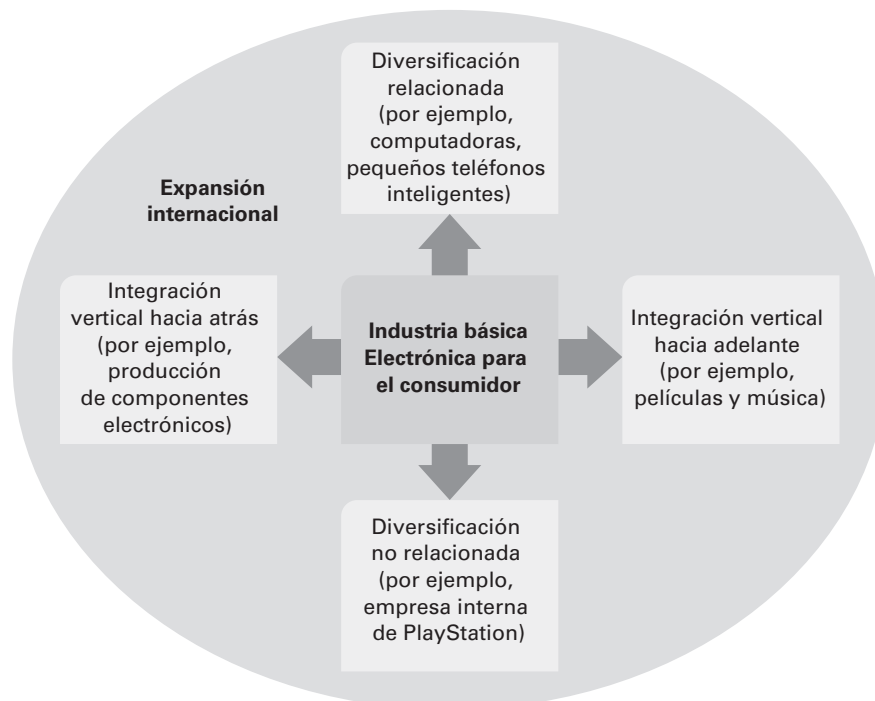 Diversificación
relacionada
(por ejemplo,
computadoras,
pequeños teléfonos
inteligentes)
Expansión
internacional
Integración
vertical hacia atrás
(por ejemplo,
producción
de componentes
electrónicos)
Industria básica
Electrónica para
el consumidor
Integración vertical
hacia adelante
(por ejemplo,
películas y música)
Diversificación
no relacionada
(por ejemplo,
empresa interna
de PlayStation)